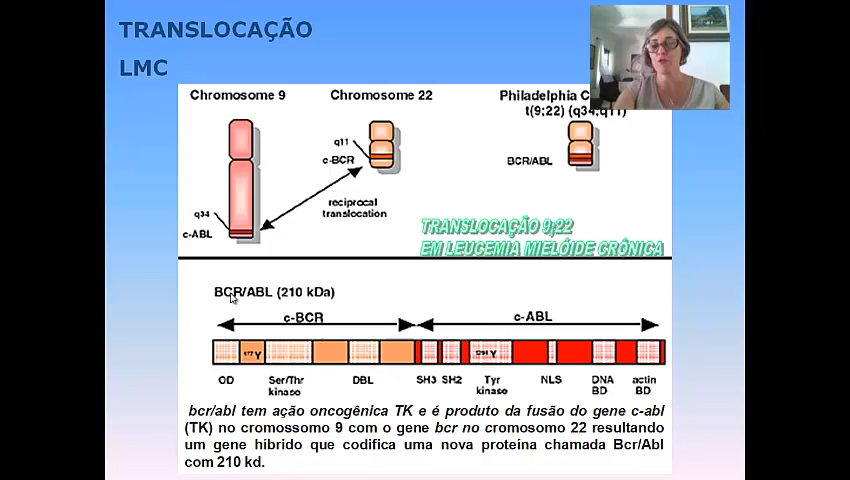 TRANSLOCAÇÃO
LMC
Chromosome 9
Chromosome 22
Philadelphia C
t(9;22) (q34;q11)
q11
c-BCR
BCR/ABL
reciprocal
translocation
q34
c-ABL
TRANSLOCAÇÃO 9;22
EM LEUCEMIA MIELÓIDE CRÔNICA
BCR/ABL (210 kDa)
c-BCR
c-ABL
177 Y
1294 Y
OD
Ser/Thr
kinase
DBL
SH3
SH2
Tyr
kinase
NLS
DNA
BD
actin
BD
bcr/abl tem ação oncogênica TK e é produto da fusão do gene c-abl
(TK) no cromossomo 9 com o gene bcr no cromosomo 22 resultando
um gene híbrido que codifica uma nova proteína chamada Bcr/Abl
com 210 kd.